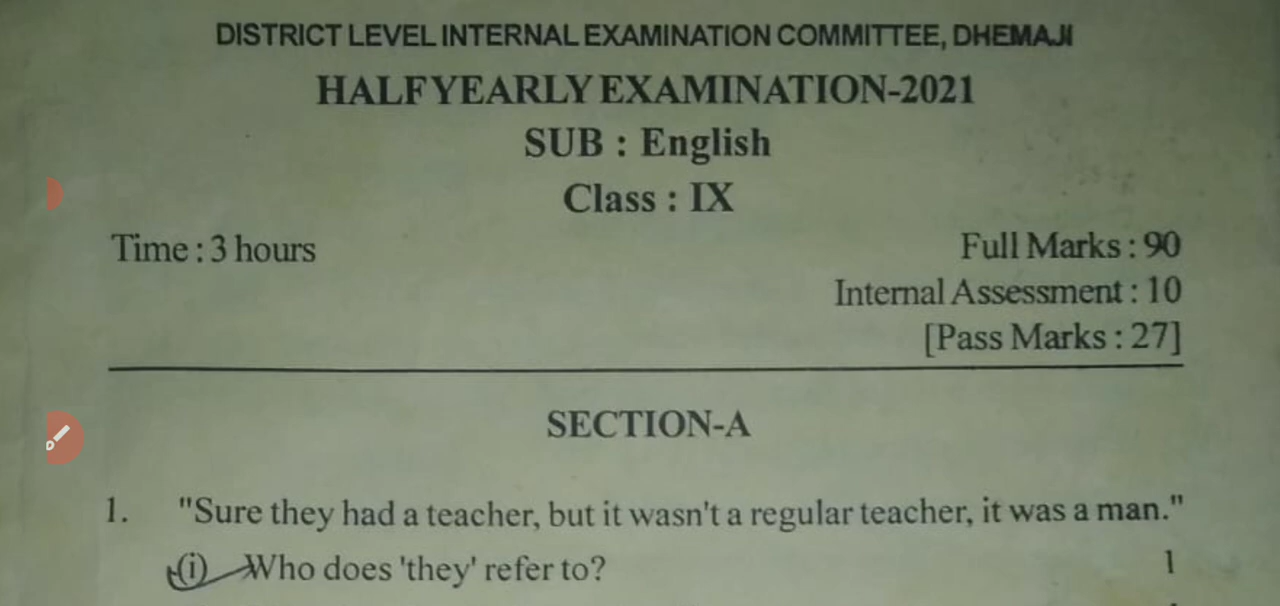 DISTRICT LEVEL INTERNAL EXAMINATION COMMITTEE, DHEMAJI
HALF YEARLY EXAMINATION-2021
SUB : English
Class : IX
Time : 3 hours
Full Marks : 90
Internal Assessment : 10
[Pass Marks : 27]
SECTION-A
1. "Sure they had a teacher, but it wasn't a regular teacher, it was a man."
(i) Who does 'they' refer to? 1